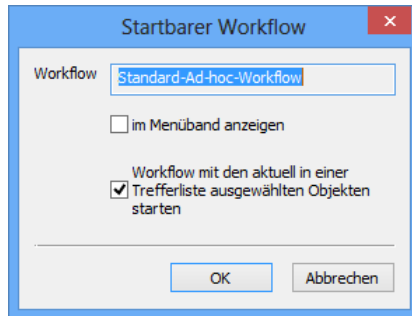 Startbarer Workflow
Workflow
Standard-Ad-hoc-Workflow
im Menüband anzeigen
Workflow mit den aktuell in einer
Trefferliste ausgewählten Objekten
starten
OK
Abbrechen